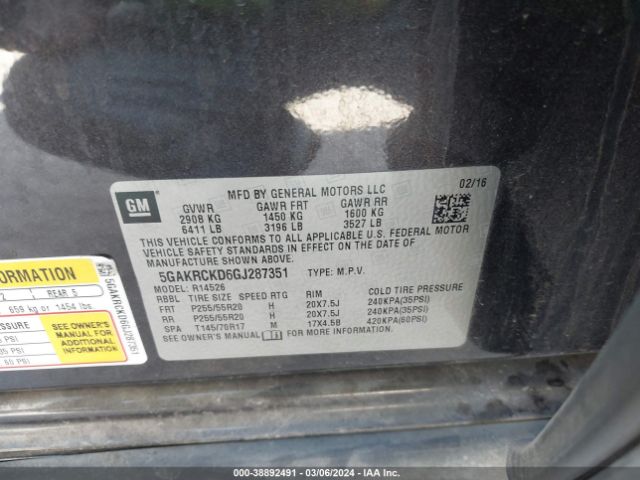 GM
MFD BY GENERAL MOTORS LLC
02/16
GVWR GAWR FRT GAWR RR
2908 KG 1450 KG 1600 KG
6411 LB 3196 LB 3527 LB
THIS VEHICLE CONFORMS TO ALL APPLICABLE U.S. FEDERAL MOTOR
VEHICLE SAFETY STANDARDS IN EFFECT ON THE DATE OF
MANUFACTURE SHOWN ABOVE.
5GAKRCKD6GJ287351 TYPE: M.P.V.
MODEL: R14526
RBBL TIRE SIZE SPEED RTG RIM COLD TIRE PRESSURE
FRT P255/55R20 H 20X7.5J 240KPA(35PSI)
RR P255/55R20 H 20X7.5J 240KPA(35PSI)
SPA T145/70R17 M 17X4.5B 420KPA(60PSI)
SEE OWNER'S MANUAL FOR MORE INFORMATION.
FORMATION
2 REAR 5
659 kg or 1454 lbs.
SEE OWNER'S
MANUAL FOR
ADDITIONAL
INFORMATION
5GAKRCKD6GJ287351
000-38892491 - 03/06/2024 - IAAI.COM